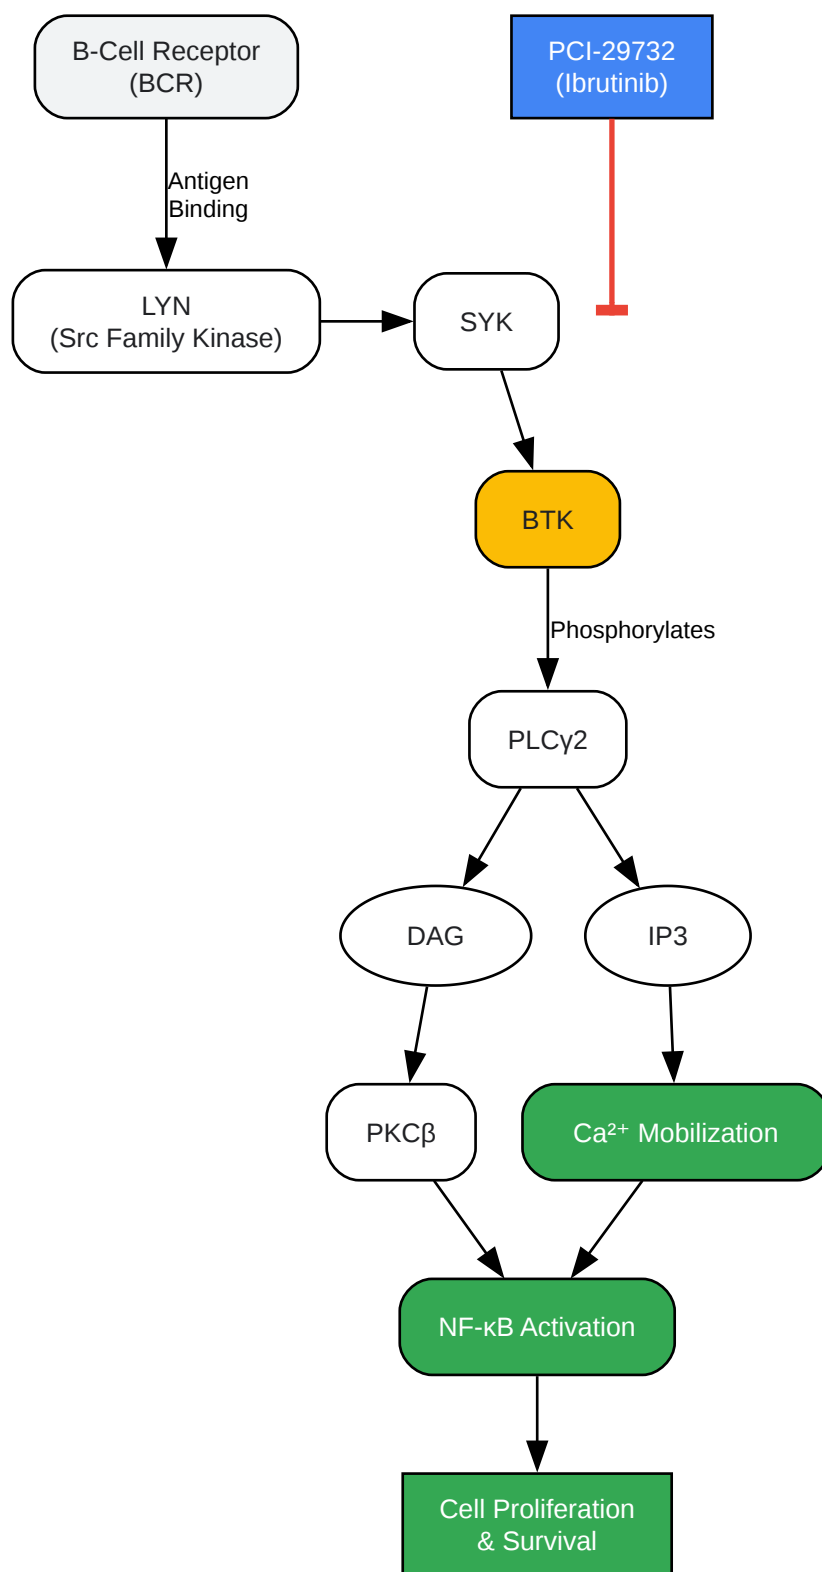 B-Cell Receptor
(BCR)
PCI-29732
(Ibrutinib)
Antigen
Binding
LYN
(Src Family Kinase)
SYK
BTK
Phosphorylates
PLCγ2
DAG
IP3
PKCβ
Ca²⁺ Mobilization
NF-κB Activation
Cell Proliferation
& Survival